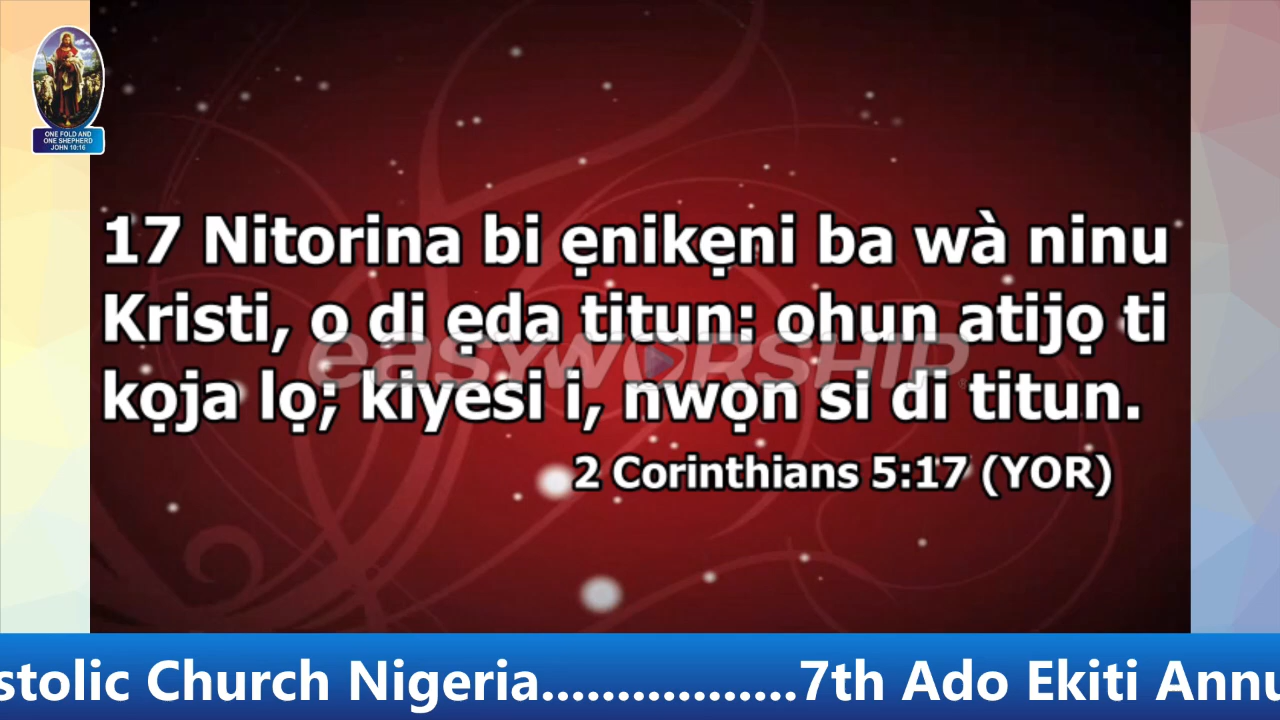 ONE FOLD AND
ONE SHEPHERD
JOHN 10:16
17 Nitorina bi ẹnikẹni ba wà ninu
Kristi, o di ẹda titun: ohun atijọ ti
kọja lọ; kiyesi i, nwọn si di titun.
easyworship
2 Corinthians 5:17 (YOR)
stolic Church Nigeria.................7th Ado Ekiti Annu